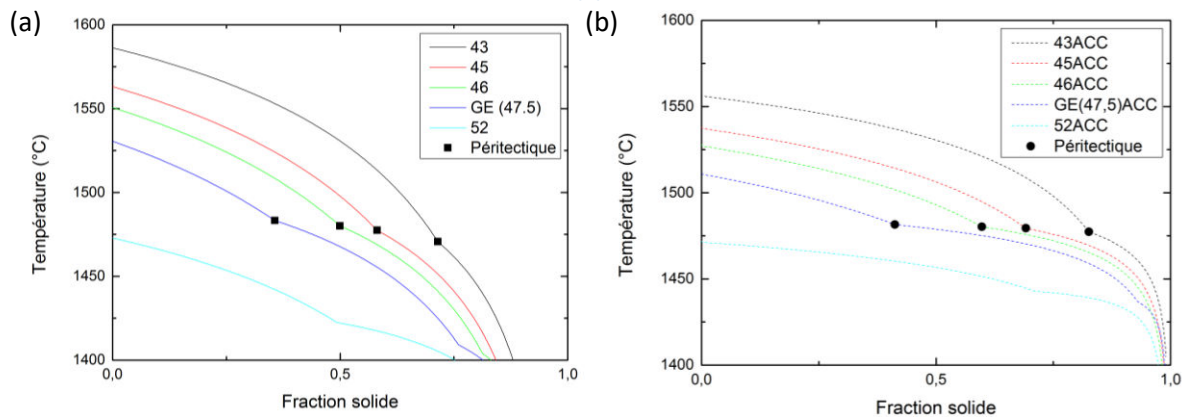 (a)
Température (°C)
1600
1550
1500
1450
1400
0,0
0,5
1,0
Fraction solide
43
45
46
GE (47.5)
52
Péritectique
(b)
Température (°C)
1600
1550
1500
1450
1400
0,0
0,5
1,0
Fraction solide
43ACC
45ACC
46ACC
GE(47,5)ACC
52ACC
Péritectique